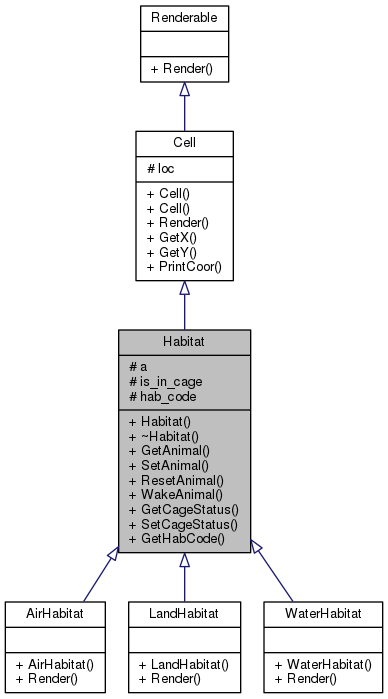 Renderable
+ Render()
Cell
# loc
+ Cell()
+ Cell()
+ Render()
+ GetX()
+ GetY()
+ PrintCoor()
Habitat
# a
# is_in_cage
# hab_code
+ Habitat()
+ ~Habitat()
+ GetAnimal()
+ SetAnimal()
+ ResetAnimal()
+ WakeAnimal()
+ GetCageStatus()
+ SetCageStatus()
+ GetHabCode()
AirHabitat
+ AirHabitat()
+ Render()
LandHabitat
+ LandHabitat()
+ Render()
WaterHabitat
+ WaterHabitat()
+ Render()